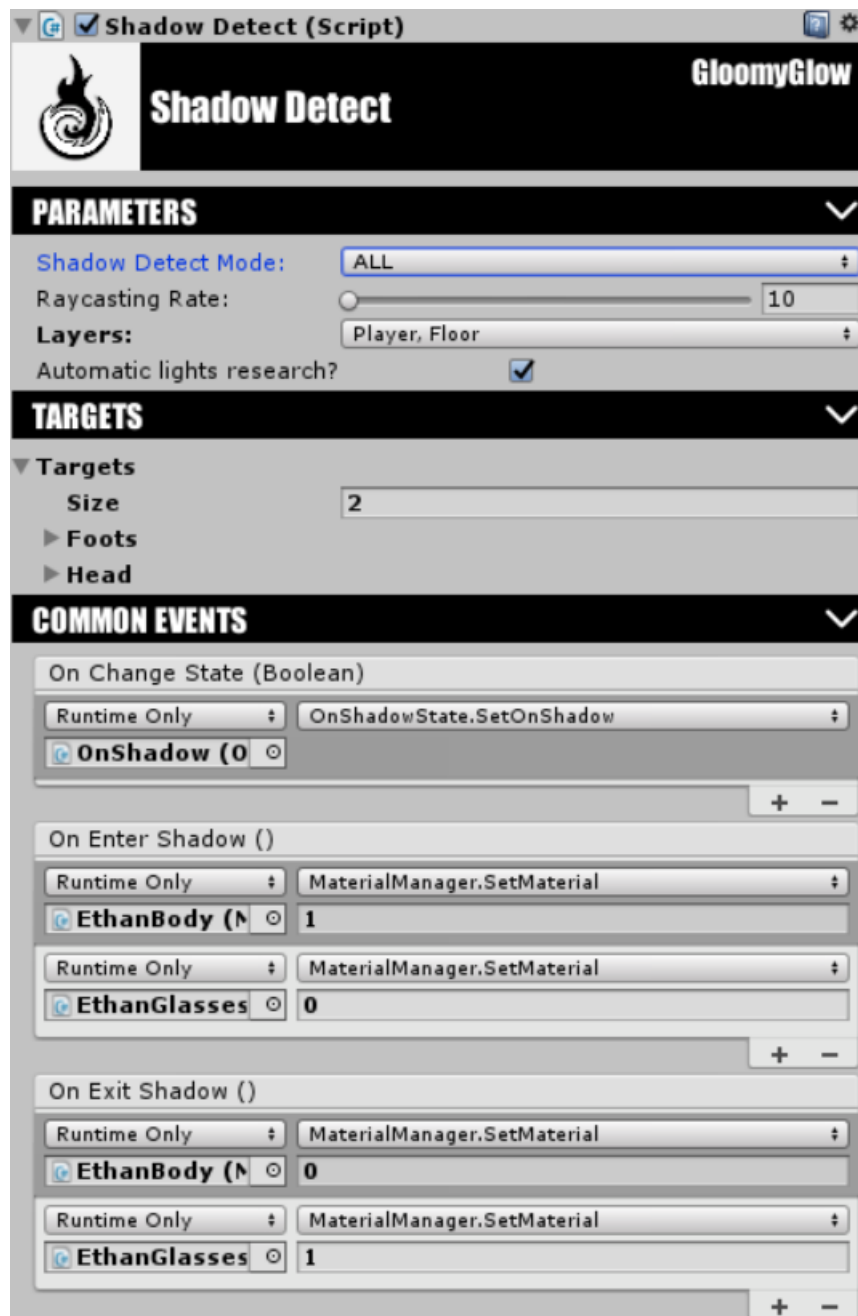 Shadow Detect (Script)
GloomyGlow
Shadow Detect
PARAMETERS
Shadow Detect Mode: ALL
Raycasting Rate: 10
Layers: Player, Floor
Automatic lights research?
TARGETS
Targets
Size 2
Foots
Head
COMMON EVENTS
On Change State (Boolean)
Runtime Only OnShadowState.SetOnShadow
OnShadow (O
+ −
On Enter Shadow ()
Runtime Only MaterialManager.SetMaterial
EthanBody (M 1
Runtime Only MaterialManager.SetMaterial
EthanGlasses 0
+ −
On Exit Shadow ()
Runtime Only MaterialManager.SetMaterial
EthanBody (M 0
Runtime Only MaterialManager.SetMaterial
EthanGlasses 1
+ −